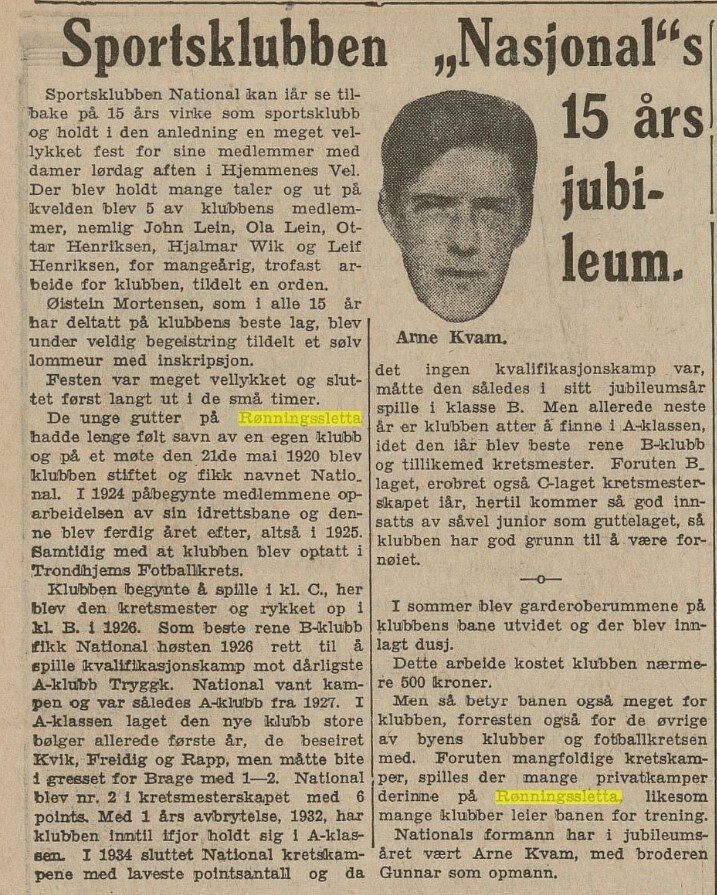 Sportsklubben „Nasjonal“s
15 års
jubi-
leum.
Sportsklubben National kan iår se til-
bake på 15 års virke som sportsklubb
og holdt i den anledning en meget vel-
lykket fest for sine medlemmer med
damer lørdag aften i Hjemmenes Vel.
Der blev holdt mange taler og ut på
kvelden blev 5 av klubbens medlem-
mer, nemlig John Lein, Ola Lein, Ot-
tar Henriksen, Hjalmar Wik og Leif
Henriksen, for mangeårig, trofast ar-
beide for klubben, tildelt en orden.
Øistein Mortensen, som i alle 15 år
har deltatt på klubbens beste lag, blev
under veldig begeistring tildelt et sølv
lommeur med inskripsjon.
Festen var meget vellykket og slut-
tet først langt ut i de små timer.
De unge gutter på Rønningssletta
hadde lenge følt savn av en egen klubb
og på et møte den 21de mai 1920 blev
klubben stiftet og fikk navnet Natio-
nal. I 1924 påbegynte medlemmene op-
arbeidelsen av sin idrettsbane og den-
ne blev ferdig året efter, altså i 1925.
Samtidig med at klubben blev optatt i
Trondhjems Fotballkrets.
Klubben begynte å spille i kl. C., her
blev den kretsmester og rykket op i
kl. B. i 1926. Som beste rene B-klubb
fikk National høsten 1926 rett til å
spille kvalifikasjonskamp mot dårligste
A-klubb Tryggk. National vant kam-
pen og var således A-klubb fra 1927. I
A-klassen laget den nye klubb store
bølger allerede første år, de beseiret
Kvik, Freidig og Rapp, men måtte bite
i gresset for Brage med 1—2. National
blev nr. 2 i kretsmesterskapet med 6
points. Med 1 års avbrytelse, 1932, har
klubben inntil ifjor holdt sig i A-klas-
sen. I 1934 sluttet National kretskam-
pene med laveste pointsantall og da
Arne Kvam.
det ingen kvalifikasjonskamp var,
måtte den således i sitt jubileumsår
spille i klasse B. Men allerede neste
år er klubben atter å finne i A-klassen,
idet den iår blev beste rene B-klubb
og tillikemed kretsmester. Foruten B-
laget, erobret også C-laget kretsmester-
skapet iår, hertil kommer så god inn-
satts av såvel junior som guttelaget, så
klubben har god grunn til å være for-
nøiet.
I sommer blev garderoberummene på
klubbens bane utvidet og der blev inn-
lagt dusj.
Dette arbeide kostet klubben nærme-
re 500 kroner.
Men så betyr banen også meget for
klubben, forresten også for de øvrige
av byens klubber og fotballkretsen
med. Foruten mangfoldige kretskam-
per, spilles der mange privatkamper
derinne på Rønningssletta, likesom
mange klubber leier banen for trening.
Nationals formann har i jubileums-
året vært Arne Kvam, med broderen
Gunnar som opmann.